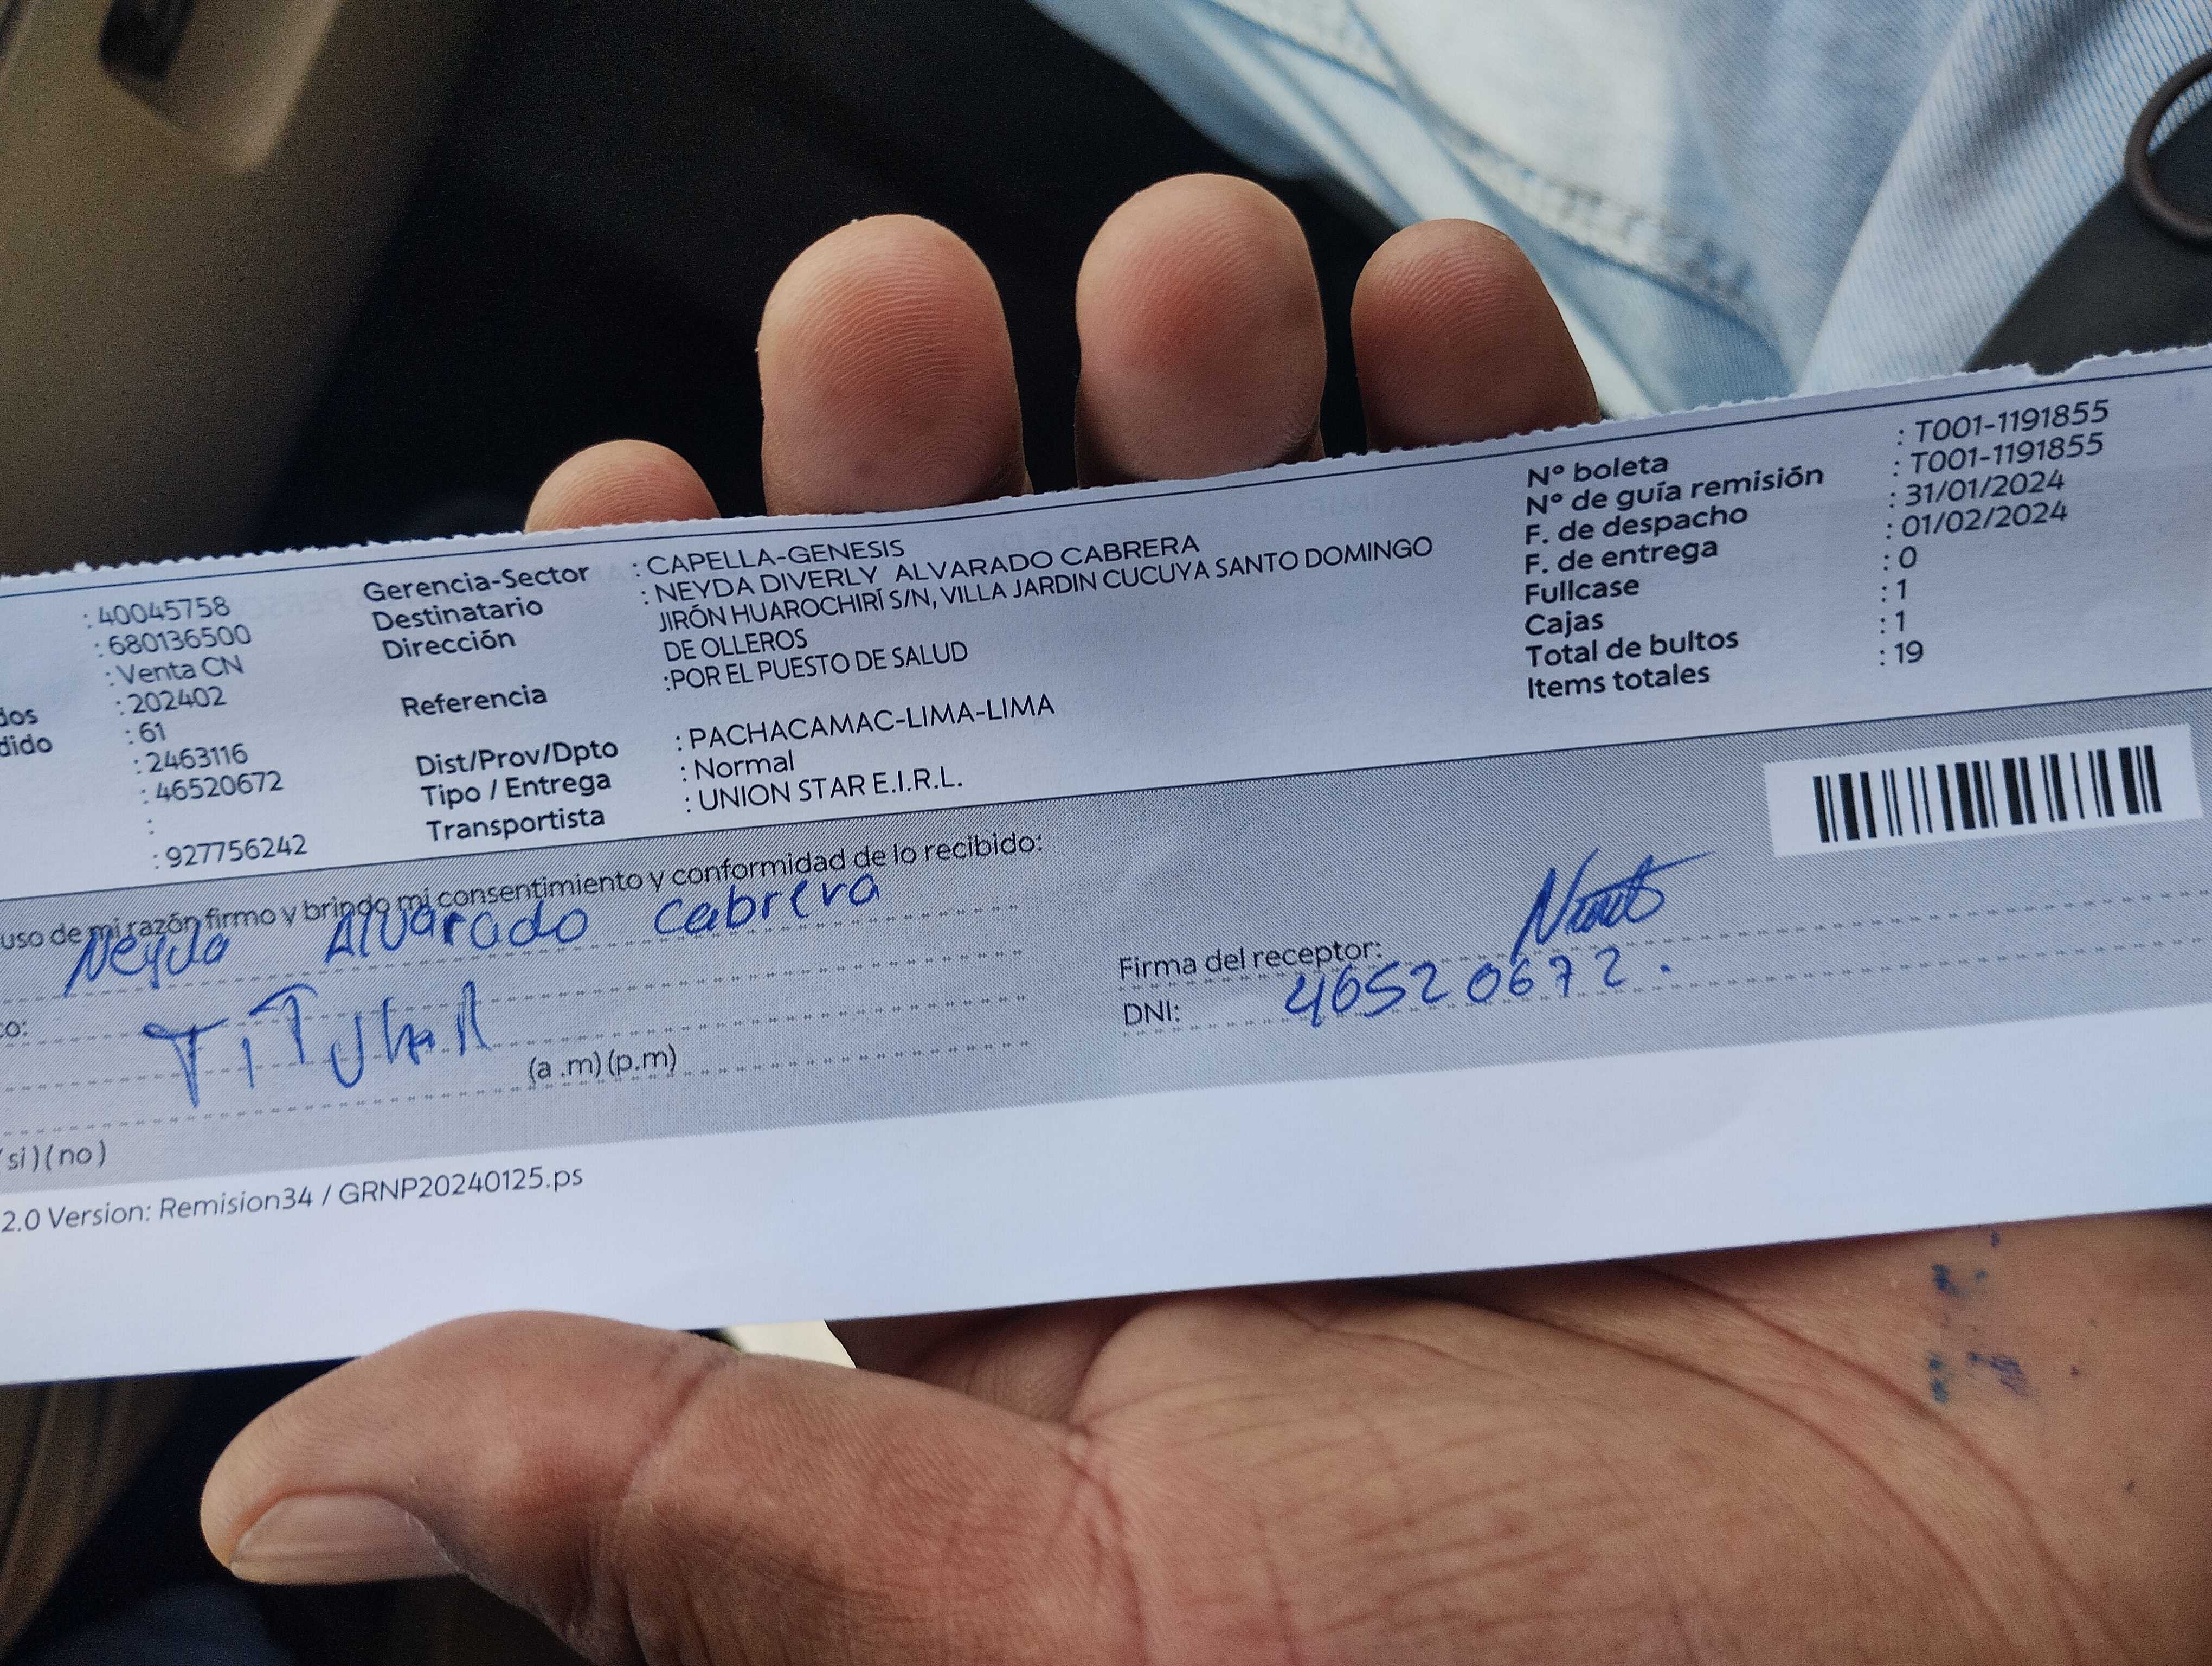 : 40045758
: 680136500
: Venta CN
dos : 202402
dido : 61
: 2463116
: 46520672
:
: 927756242
Gerencia-Sector : CAPELLA-GENESIS
Destinatario : NEYDA DIVERLY ALVARADO CABRERA
Dirección JIRÓN HUAROCHIRÍ S/N, VILLA JARDIN CUCUYA SANTO DOMINGO
DE OLLEROS
Referencia :POR EL PUESTO DE SALUD
Dist/Prov/Dpto : PACHACAMAC-LIMA-LIMA
Tipo / Entrega : Normal
Transportista : UNION STAR E.I.R.L.
Nº boleta : T001-1191855
Nº de guía remisión : T001-1191855
F. de despacho : 31/01/2024
F. de entrega : 01/02/2024
Fullcase : 0
Cajas : 1
Total de bultos : 1
Items totales : 19
uso de mi razón firmo y brindo mi consentimiento y conformidad de lo recibido:
Neyda Alvarado Cabrera
co: TiTular
(a .m) (p.m)
si ) ( no )
Firma del receptor:
DNI: 46520672.
2.0 Version: Remision34 / GRNP20240125.ps